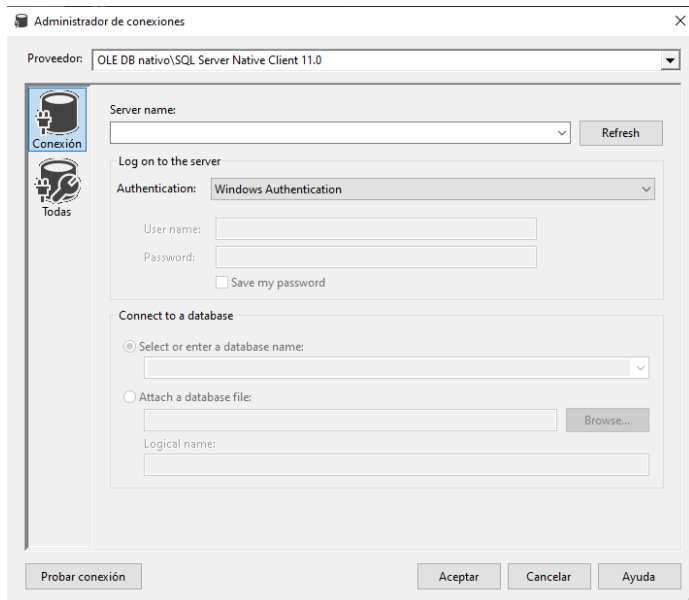 Administrador de conexiones
Proveedor: OLE DB nativo\SQL Server Native Client 11.0
Conexión
Todas
Server name:
Refresh
Log on to the server
Authentication: Windows Authentication
User name:
Password:
Save my password
Connect to a database
Select or enter a database name:
Attach a database file:
Browse...
Logical name:
Probar conexión Aceptar Cancelar Ayuda